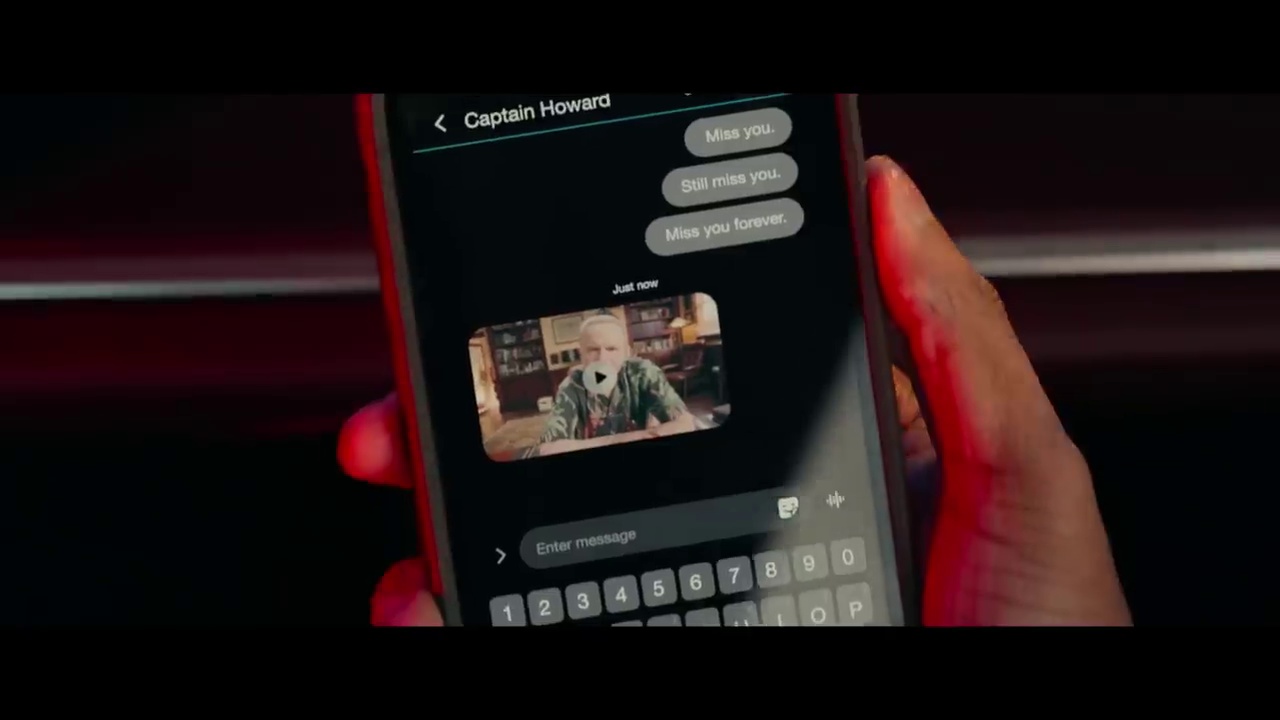 Captain Howard
Miss you.
Still miss you.
Miss you forever.
Just now
Enter message
1 2 3 4 5 6 7 8 9 0
U I O P